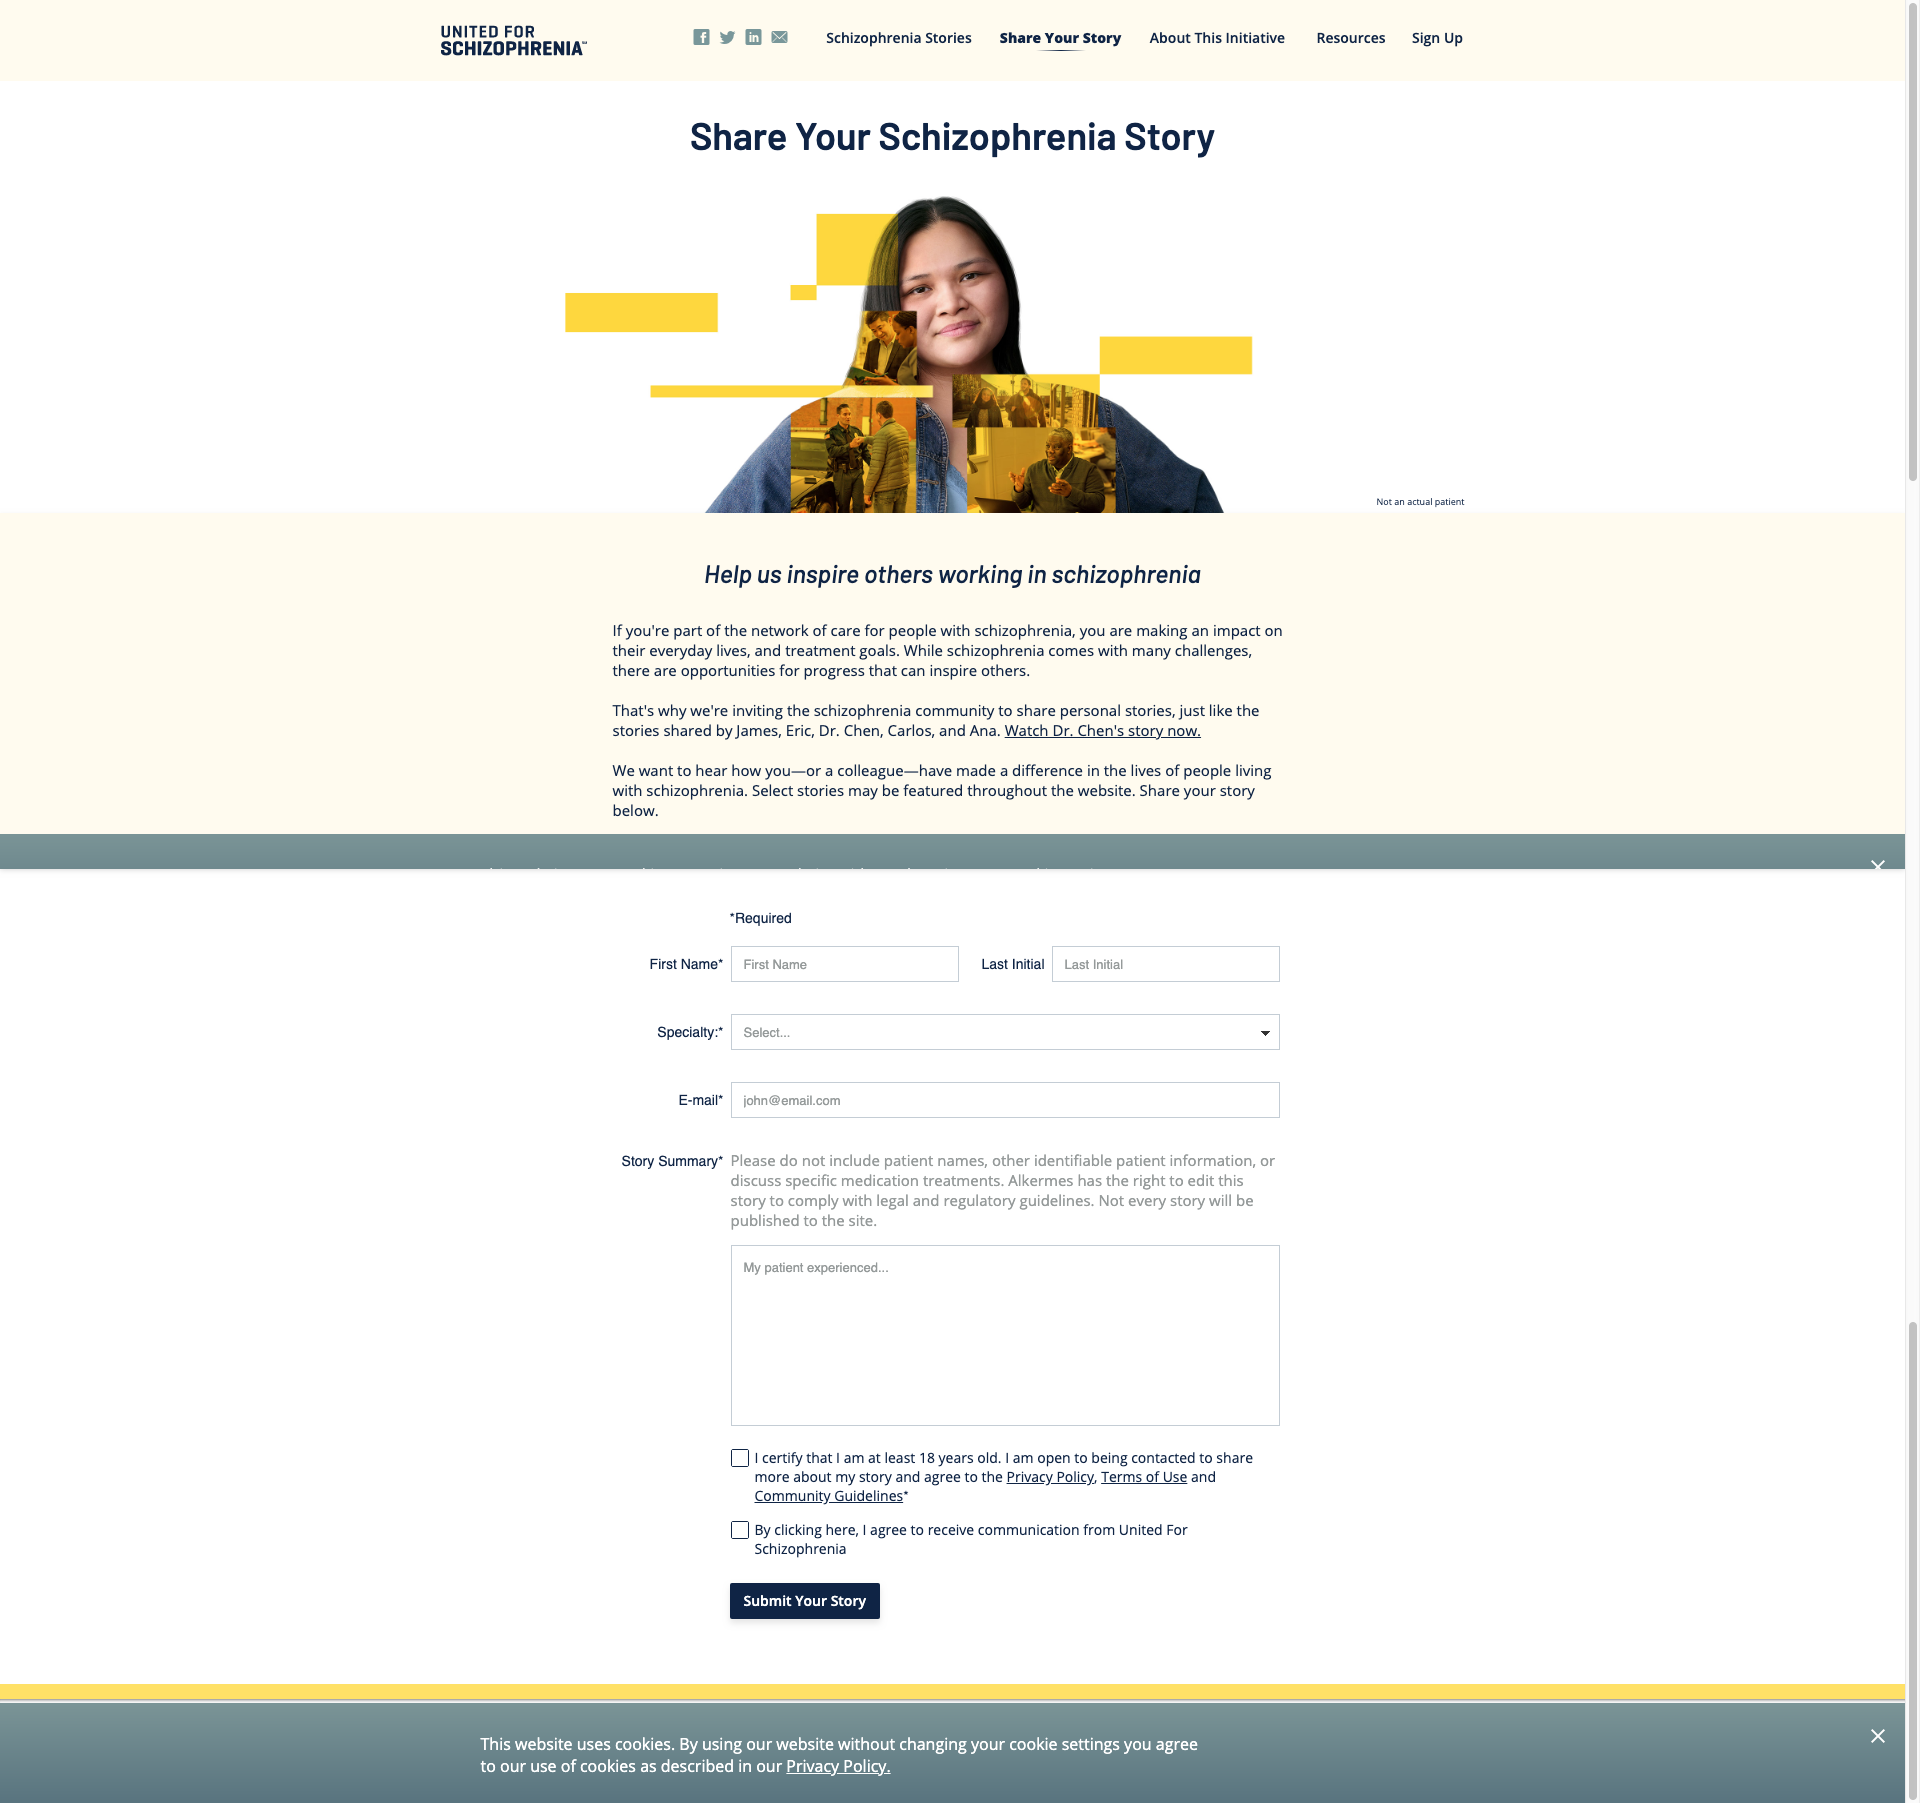 UNITED FOR
SCHIZOPHRENIA™
Schizophrenia Stories
Share Your Story
About This Initiative
Resources
Sign Up
Share Your Schizophrenia Story
Not an actual patient
Help us inspire others working in schizophrenia
If you're part of the network of care for people with schizophrenia, you are making an impact on
their everyday lives, and treatment goals. While schizophrenia comes with many challenges,
there are opportunities for progress that can inspire others.
That's why we're inviting the schizophrenia community to share personal stories, just like the
stories shared by James, Eric, Dr. Chen, Carlos, and Ana. Watch Dr. Chen's story now.
We want to hear how you—or a colleague—have made a difference in the lives of people living
with schizophrenia. Select stories may be featured throughout the website. Share your story
below.
*Required
First Name*
First Name
Last Initial
Last Initial
Specialty:*
Select...
E-mail*
john@email.com
Story Summary*
Please do not include patient names, other identifiable patient information, or
discuss specific medication treatments. Alkermes has the right to edit this
story to comply with legal and regulatory guidelines. Not every story will be
published to the site.
My patient experienced...
I certify that I am at least 18 years old. I am open to being contacted to share
more about my story and agree to the Privacy Policy, Terms of Use and
Community Guidelines*
By clicking here, I agree to receive communication from United For
Schizophrenia
Submit Your Story
This website uses cookies. By using our website without changing your cookie settings you agree
to our use of cookies as described in our Privacy Policy.